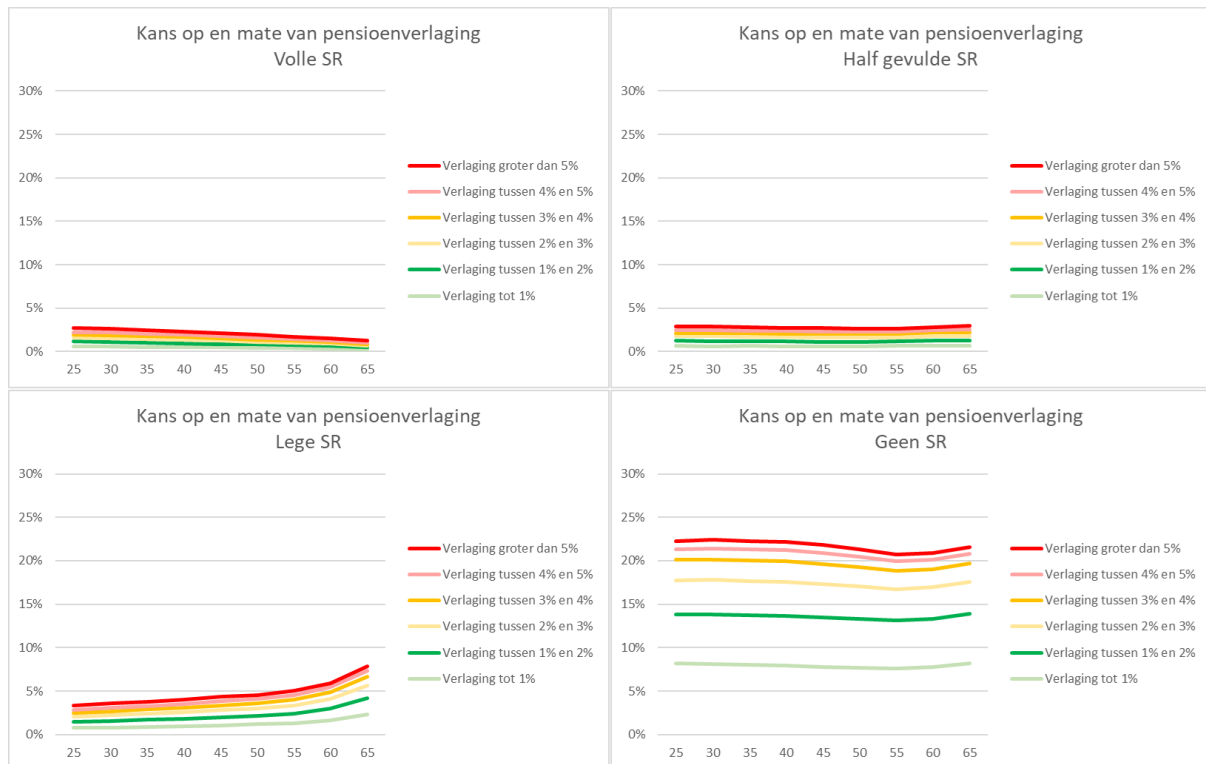 Kans op en mate van pensioenverlaging
Volle SR
30%
25%
20%
15%
10%
5%
0%
25 30 35 40 45 50 55 60 65
Verlaging groter dan 5%
Verlaging tussen 4% en 5%
Verlaging tussen 3% en 4%
Verlaging tussen 2% en 3%
Verlaging tussen 1% en 2%
Verlaging tot 1%
Kans op en mate van pensioenverlaging
Half gevulde SR
30%
25%
20%
15%
10%
5%
0%
25 30 35 40 45 50 55 60 65
Verlaging groter dan 5%
Verlaging tussen 4% en 5%
Verlaging tussen 3% en 4%
Verlaging tussen 2% en 3%
Verlaging tussen 1% en 2%
Verlaging tot 1%
Kans op en mate van pensioenverlaging
Lege SR
30%
25%
20%
15%
10%
5%
0%
25 30 35 40 45 50 55 60 65
Verlaging groter dan 5%
Verlaging tussen 4% en 5%
Verlaging tussen 3% en 4%
Verlaging tussen 2% en 3%
Verlaging tussen 1% en 2%
Verlaging tot 1%
Kans op en mate van pensioenverlaging
Geen SR
30%
25%
20%
15%
10%
5%
0%
25 30 35 40 45 50 55 60 65
Verlaging groter dan 5%
Verlaging tussen 4% en 5%
Verlaging tussen 3% en 4%
Verlaging tussen 2% en 3%
Verlaging tussen 1% en 2%
Verlaging tot 1%